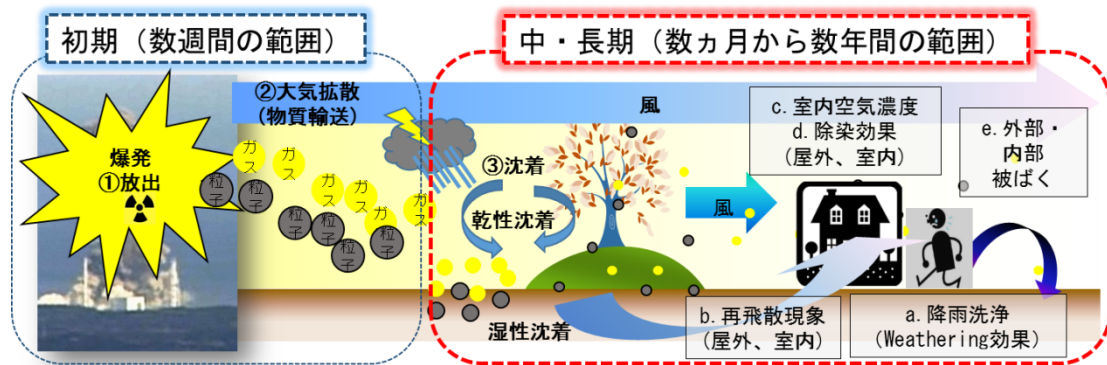 初期（数週間の範囲）
中・長期（数ヵ月から数年間の範囲）
爆発
①放出
②大気拡散
(物質輸送)
ガス
ガス
ガス
ガス
ガス
ガス
粒子
粒子
粒子
粒子
粒子
粒子
風
③沈着
乾性沈着
湿性沈着
風
c. 室内空気濃度
d. 除染効果
(屋外、室内)
e. 外部・
内部
被ばく
b. 再飛散現象
(屋外、室内)
a. 降雨洗浄
(Weathering効果)